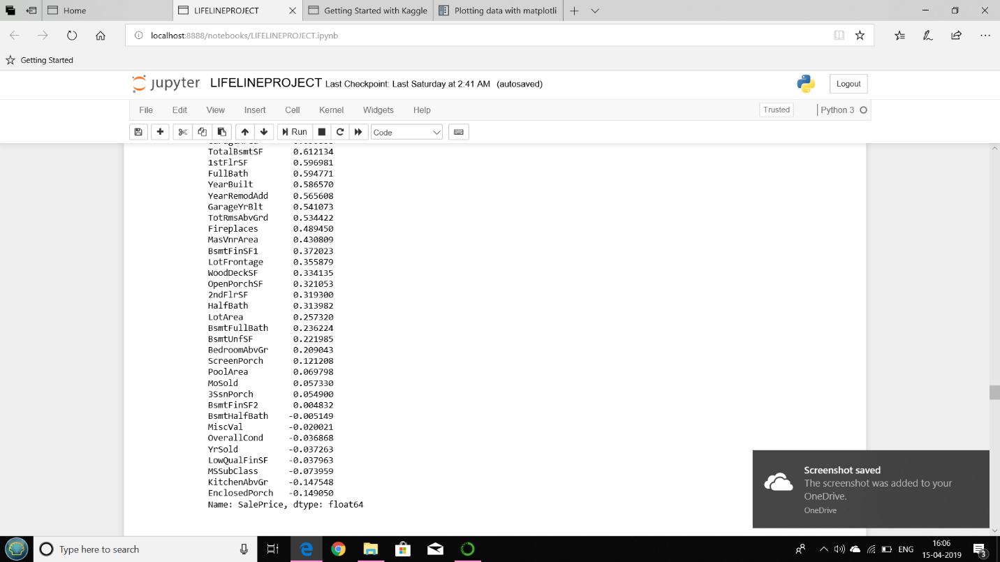 Home
LIFELINEPROJECT
Getting Started with Kaggle
Plotting data with matplotli
localhost:8888/notebooks/LIFELINEPROJECT.ipynb
Getting Started
jupyter LIFELINEPROJECT Last Checkpoint: Last Saturday at 2:41 AM (autosaved)
Logout
File Edit View Insert Cell Kernel Widgets Help
Trusted
Python 3
Run
Code
TotalBsmtSF 0.612134
1stFlrSF 0.596981
FullBath 0.594771
YearBuilt 0.586570
YearRemodAdd 0.565608
GarageYrBlt 0.541073
TotRmsAbvGrd 0.534422
Fireplaces 0.489450
MasVnrArea 0.430809
BsmtFinSF1 0.372023
LotFrontage 0.355879
WoodDeckSF 0.334135
OpenPorchSF 0.321053
2ndFlrSF 0.319300
HalfBath 0.313982
LotArea 0.257320
BsmtFullBath 0.236224
BsmtUnfSF 0.221985
BedroomAbvGr 0.209043
ScreenPorch 0.121208
PoolArea 0.069798
MoSold 0.057330
3SsnPorch 0.054900
BsmtFinSF2 0.004832
BsmtHalfBath -0.005149
MiscVal -0.020021
OverallCond -0.036868
YrSold -0.037263
LowQualFinSF -0.037963
MSSubClass -0.073959
KitchenAbvGr -0.147548
EnclosedPorch -0.149050
Name: SalePrice, dtype: float64
Screenshot saved
The screenshot was added to your
OneDrive.
OneDrive
Type here to search
ENG
16:06
15-04-2019
3